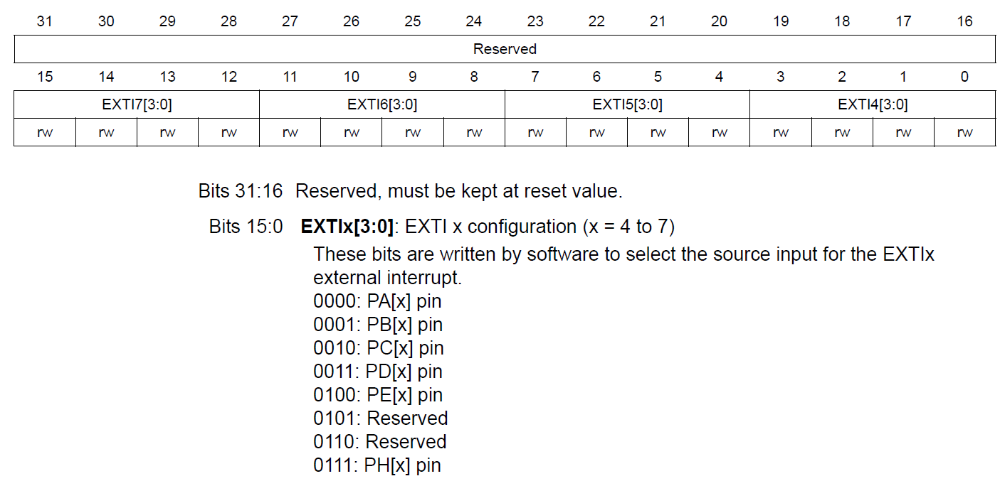 31 30 29 28 27 26 25 24 23 22 21 20 19 18 17 16
Reserved
15 14 13 12 11 10 9 8 7 6 5 4 3 2 1 0
EXTI7[3:0] EXTI6[3:0] EXTI5[3:0] EXTI4[3:0]
rw rw rw rw rw rw rw rw rw rw rw rw rw rw rw rw
Bits 31:16 Reserved, must be kept at reset value.
Bits 15:0 EXTIx[3:0]: EXTI x configuration (x = 4 to 7)
These bits are written by software to select the source input for the EXTIx
external interrupt.
0000: PA[x] pin
0001: PB[x] pin
0010: PC[x] pin
0011: PD[x] pin
0100: PE[x] pin
0101: Reserved
0110: Reserved
0111: PH[x] pin